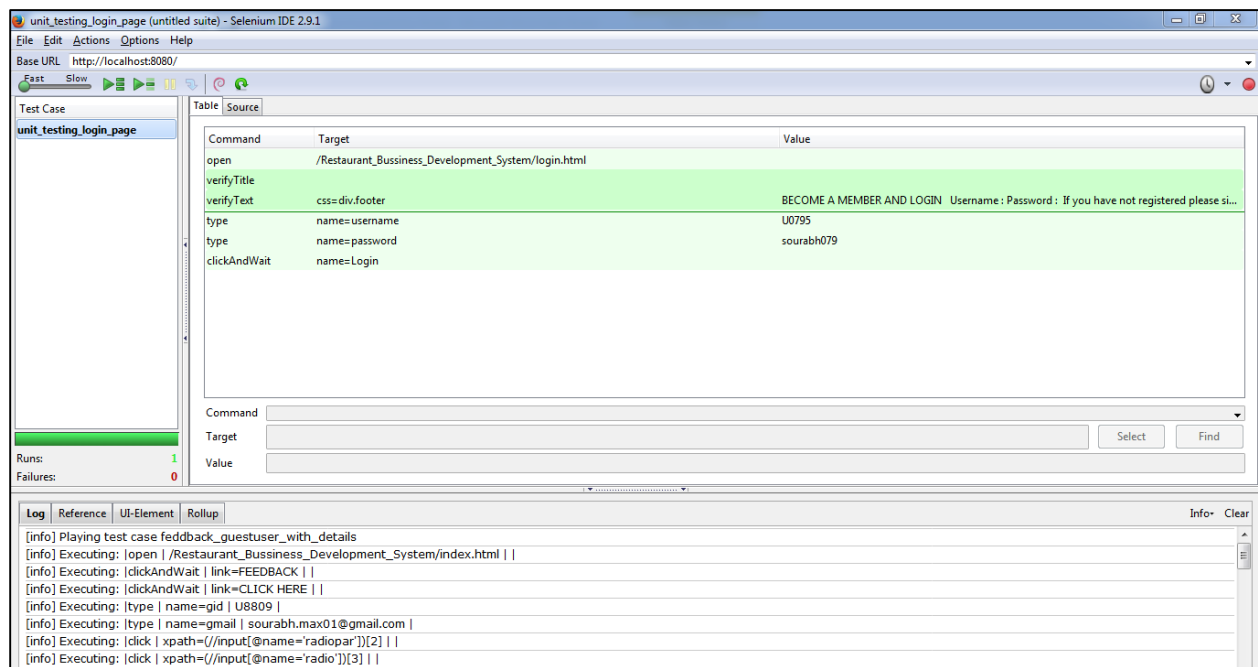 unit_testing_login_page (untitled suite) - Selenium IDE 2.9.1
File Edit Actions Options Help
Base URL http://localhost:8080/
Fast Slow
Test Case
unit_testing_login_page
Table Source
Command Target Value
open /Restaurant_Bussiness_Development_System/login.html
verifyTitle
verifyText css=div.footer BECOME A MEMBER AND LOGIN Username : Password : If you have not registered please si...
type name=username U0795
type name=password sourabh079
clickAndWait name=Login
Command
Target Select Find
Value
Runs: 1
Failures: 0
Log Reference UI-Element Rollup Info Clear
[info] Playing test case feddback_guestuser_with_details
[info] Executing: |open | /Restaurant_Bussiness_Development_System/index.html | |
[info] Executing: |clickAndWait | link=FEEDBACK | |
[info] Executing: |clickAndWait | link=CLICK HERE | |
[info] Executing: |type | name=gid | U8809 |
[info] Executing: |type | name=gmail | sourabh.max01@gmail.com |
[info] Executing: |click | xpath=(//input[@name='radiopar'])[2] | |
[info] Executing: |click | xpath=(//input[@name='radio'])[3] | |